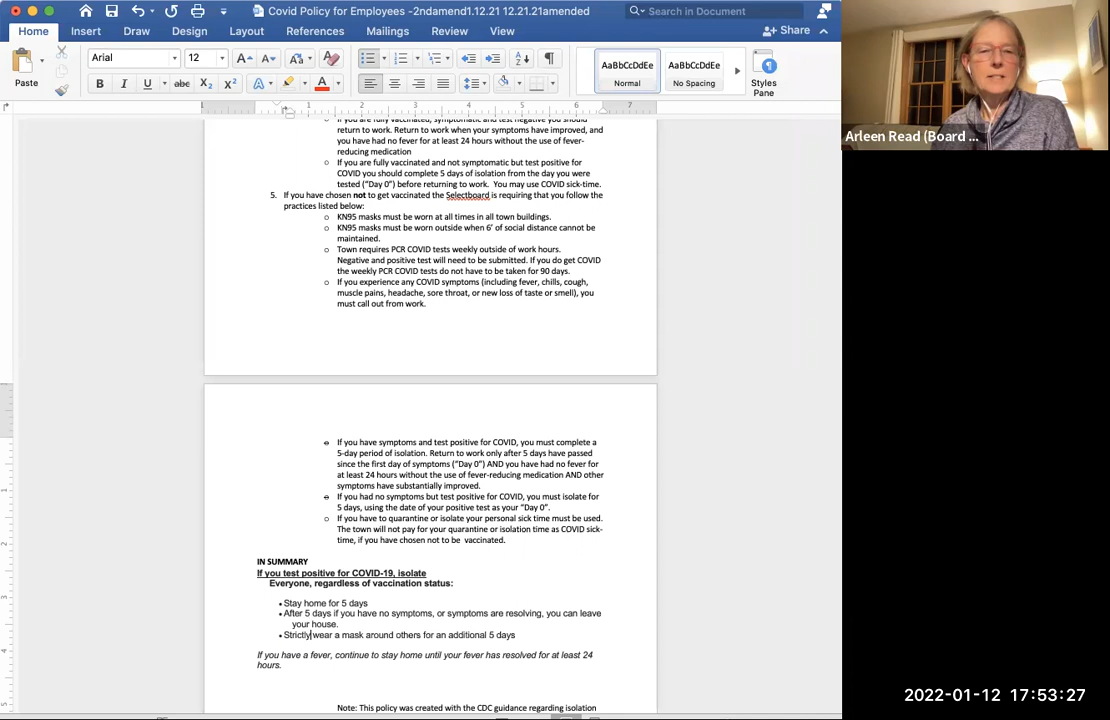 Covid Policy for Employees ~2ndamend1.12.21 12.21.21amended
Search in Document
Home Insert Draw Design Layout References Mailings Review View
Share
Paste
Arial 12
AaBbCcDdEe AaBbCcDdEe
Normal No Spacing
Styles
Pane
1 1 2 3 4 5 6 7
If you are fully vaccinated, symptomatic and test negative you should
return to work. Return to work when your symptoms have improved, and
you have had no fever for at least 24 hours without the use of fever-
reducing medication
o If you are fully vaccinated and not symptomatic but test positive for
COVID you should complete 5 days of isolation from the day you were
tested ("Day 0") before returning to work. You may use COVID sick-time.
5. If you have chosen not to get vaccinated the Selectboard is requiring that you follow the
practices listed below:
o KN95 masks must be worn at all times in all town buildings.
o KN95 masks must be worn outside when 6' of social distance cannot be
maintained.
o Town requires PCR COVID tests weekly outside of work hours.
Negative and positive test will need to be submitted. If you do get COVID
the weekly PCR COVID tests do not have to be taken for 90 days.
o If you experience any COVID symptoms (including fever, chills, cough,
muscle pains, headache, sore throat, or new loss of taste or smell), you
must call out from work.
o If you have symptoms and test positive for COVID, you must complete a
5-day period of isolation. Return to work only after 5 days have passed
since the first day of symptoms ("Day 0") AND you have had no fever for
at least 24 hours without the use of fever-reducing medication AND other
symptoms have substantially improved.
o If you had no symptoms but test positive for COVID, you must isolate for
5 days, using the date of your positive test as your "Day 0".
o If you have to quarantine or isolate your personal sick time must be used.
The town will not pay for your quarantine or isolation time as COVID sick-
time, if you have chosen not to be vaccinated.
IN SUMMARY
If you test positive for COVID-19, isolate
Everyone, regardless of vaccination status:
• Stay home for 5 days
• After 5 days if you have no symptoms, or symptoms are resolving, you can leave
your house.
• Strictly wear a mask around others for an additional 5 days
If you have a fever, continue to stay home until your fever has resolved for at least 24
hours.
Note: This policy was created with the CDC guidance regarding isolation
Arleen Read (Board ...
2022-01-12 17:53:27